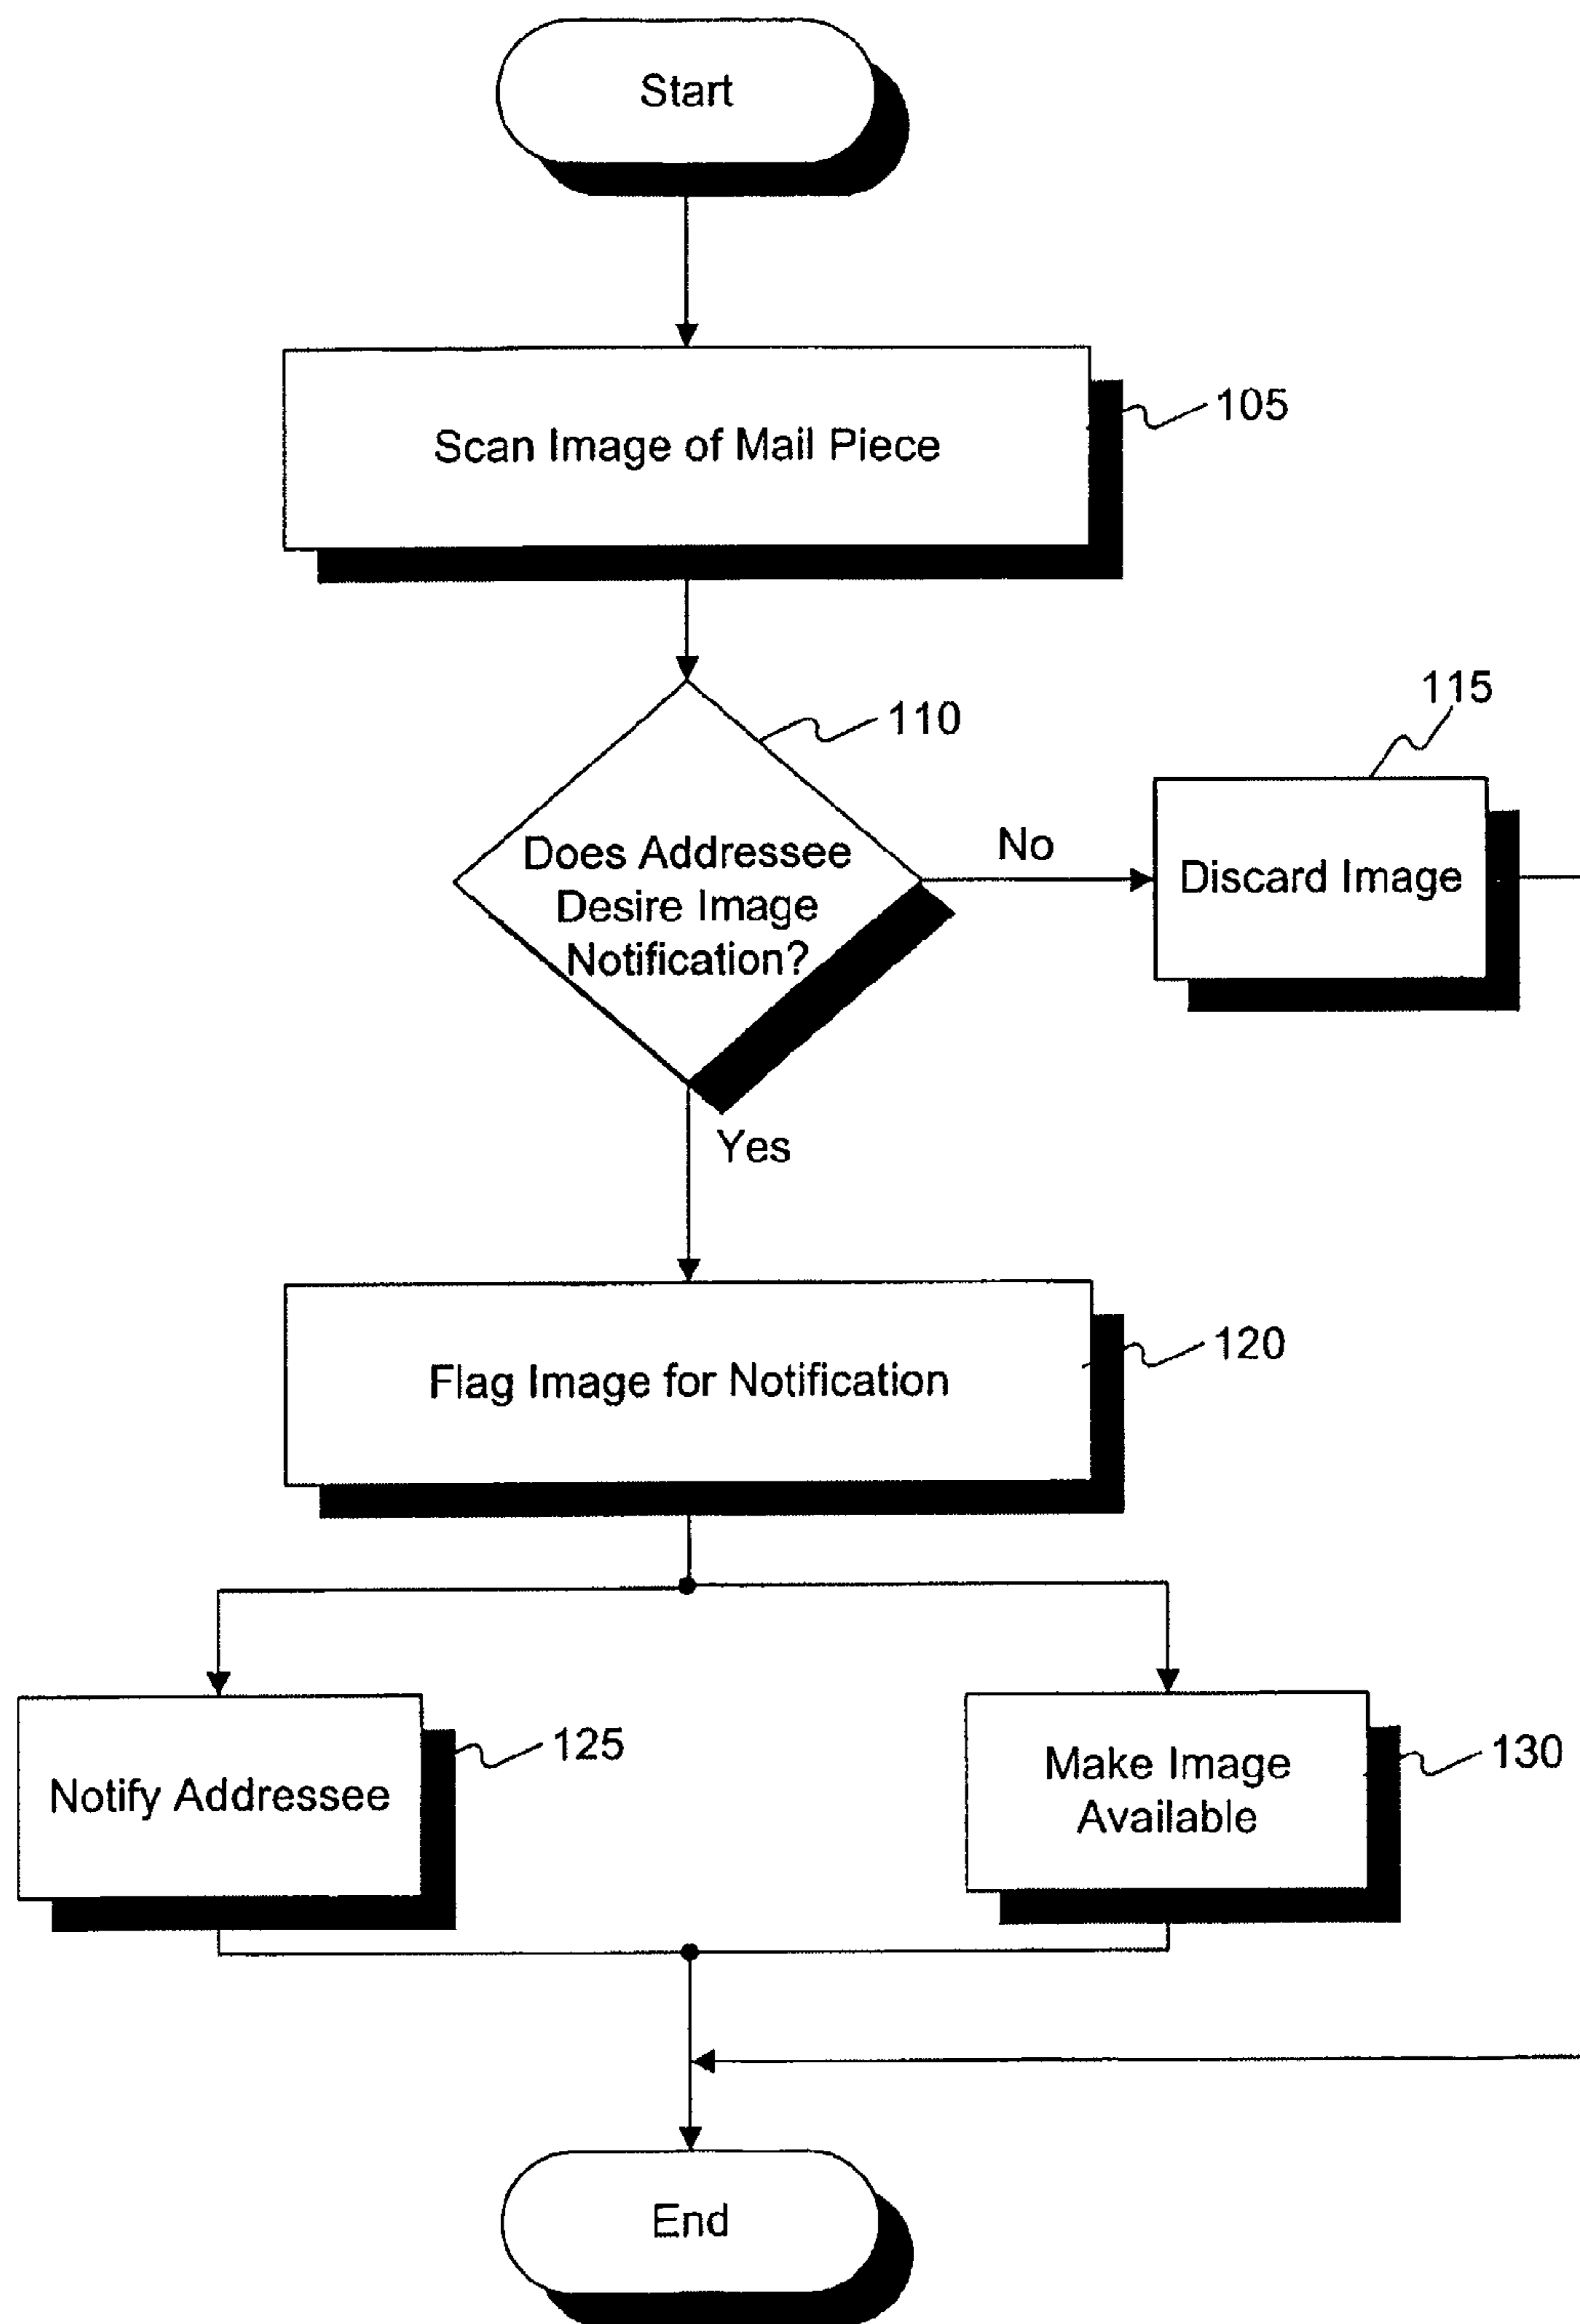 Start
Scan Image of Mail Piece
105
110
115
Does Addressee
Desire Image
Notification?
No
Discard Image
Yes
Flag Image for Notification
120
Notify Addressee
125
Make Image
Available
130
End